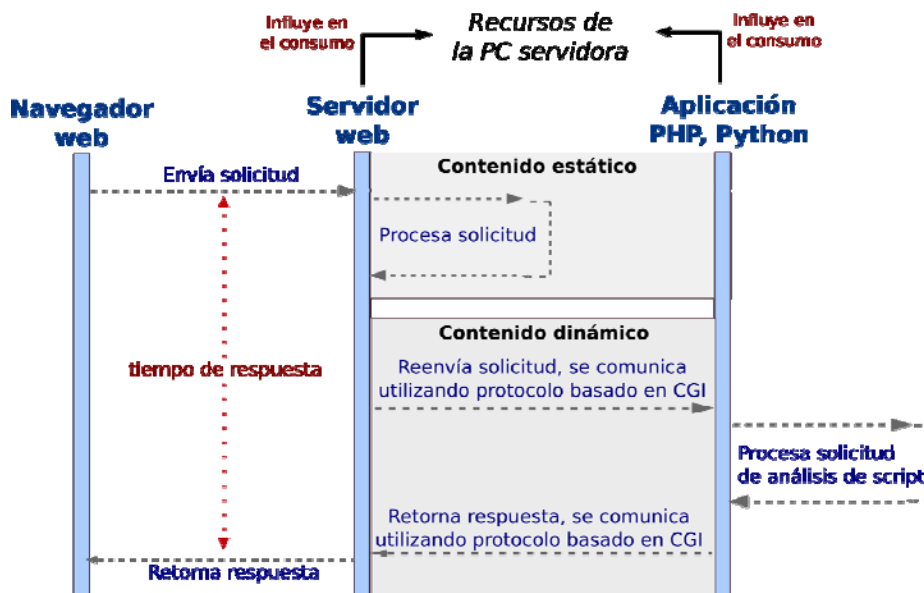 Influye en
el consumo
Recursos de
la PC servidora
Influye en
el consumo
Navegador
web
Servidor
web
Aplicación
PHP, Python
Contenido estático
Envía solicitud
Procesa solicitud
Contenido dinámico
tiempo de respuesta
Reenvía solicitud, se comunica
utilizando protocolo basado en CGI
Procesa solicitud
de análisis de script
Retorna respuesta, se comunica
utilizando protocolo basado en CGI
Retorna respuesta